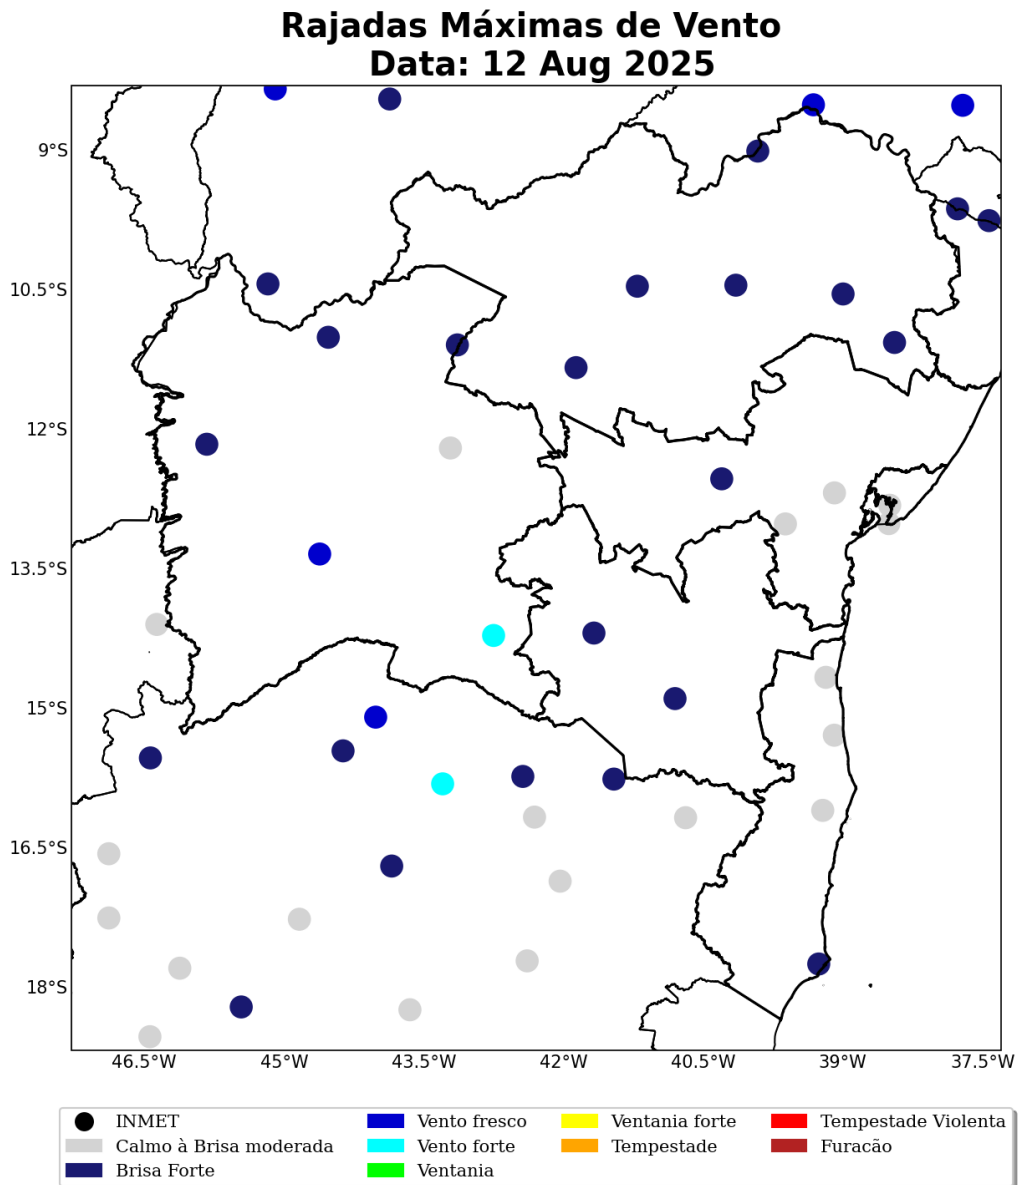 Rajadas Máximas de Vento
Data: 12 Aug 2025
9°S
10.5°S
12°S
13.5°S
15°S
16.5°S
18°S
46.5°W 45°W 43.5°W 42°W 40.5°W 39°W 37.5°W
INMET
Calmo à Brisa moderada
Brisa Forte
Vento fresco
Vento forte
Ventania
Ventania forte
Tempestade
Tempestade Violenta
Furacão